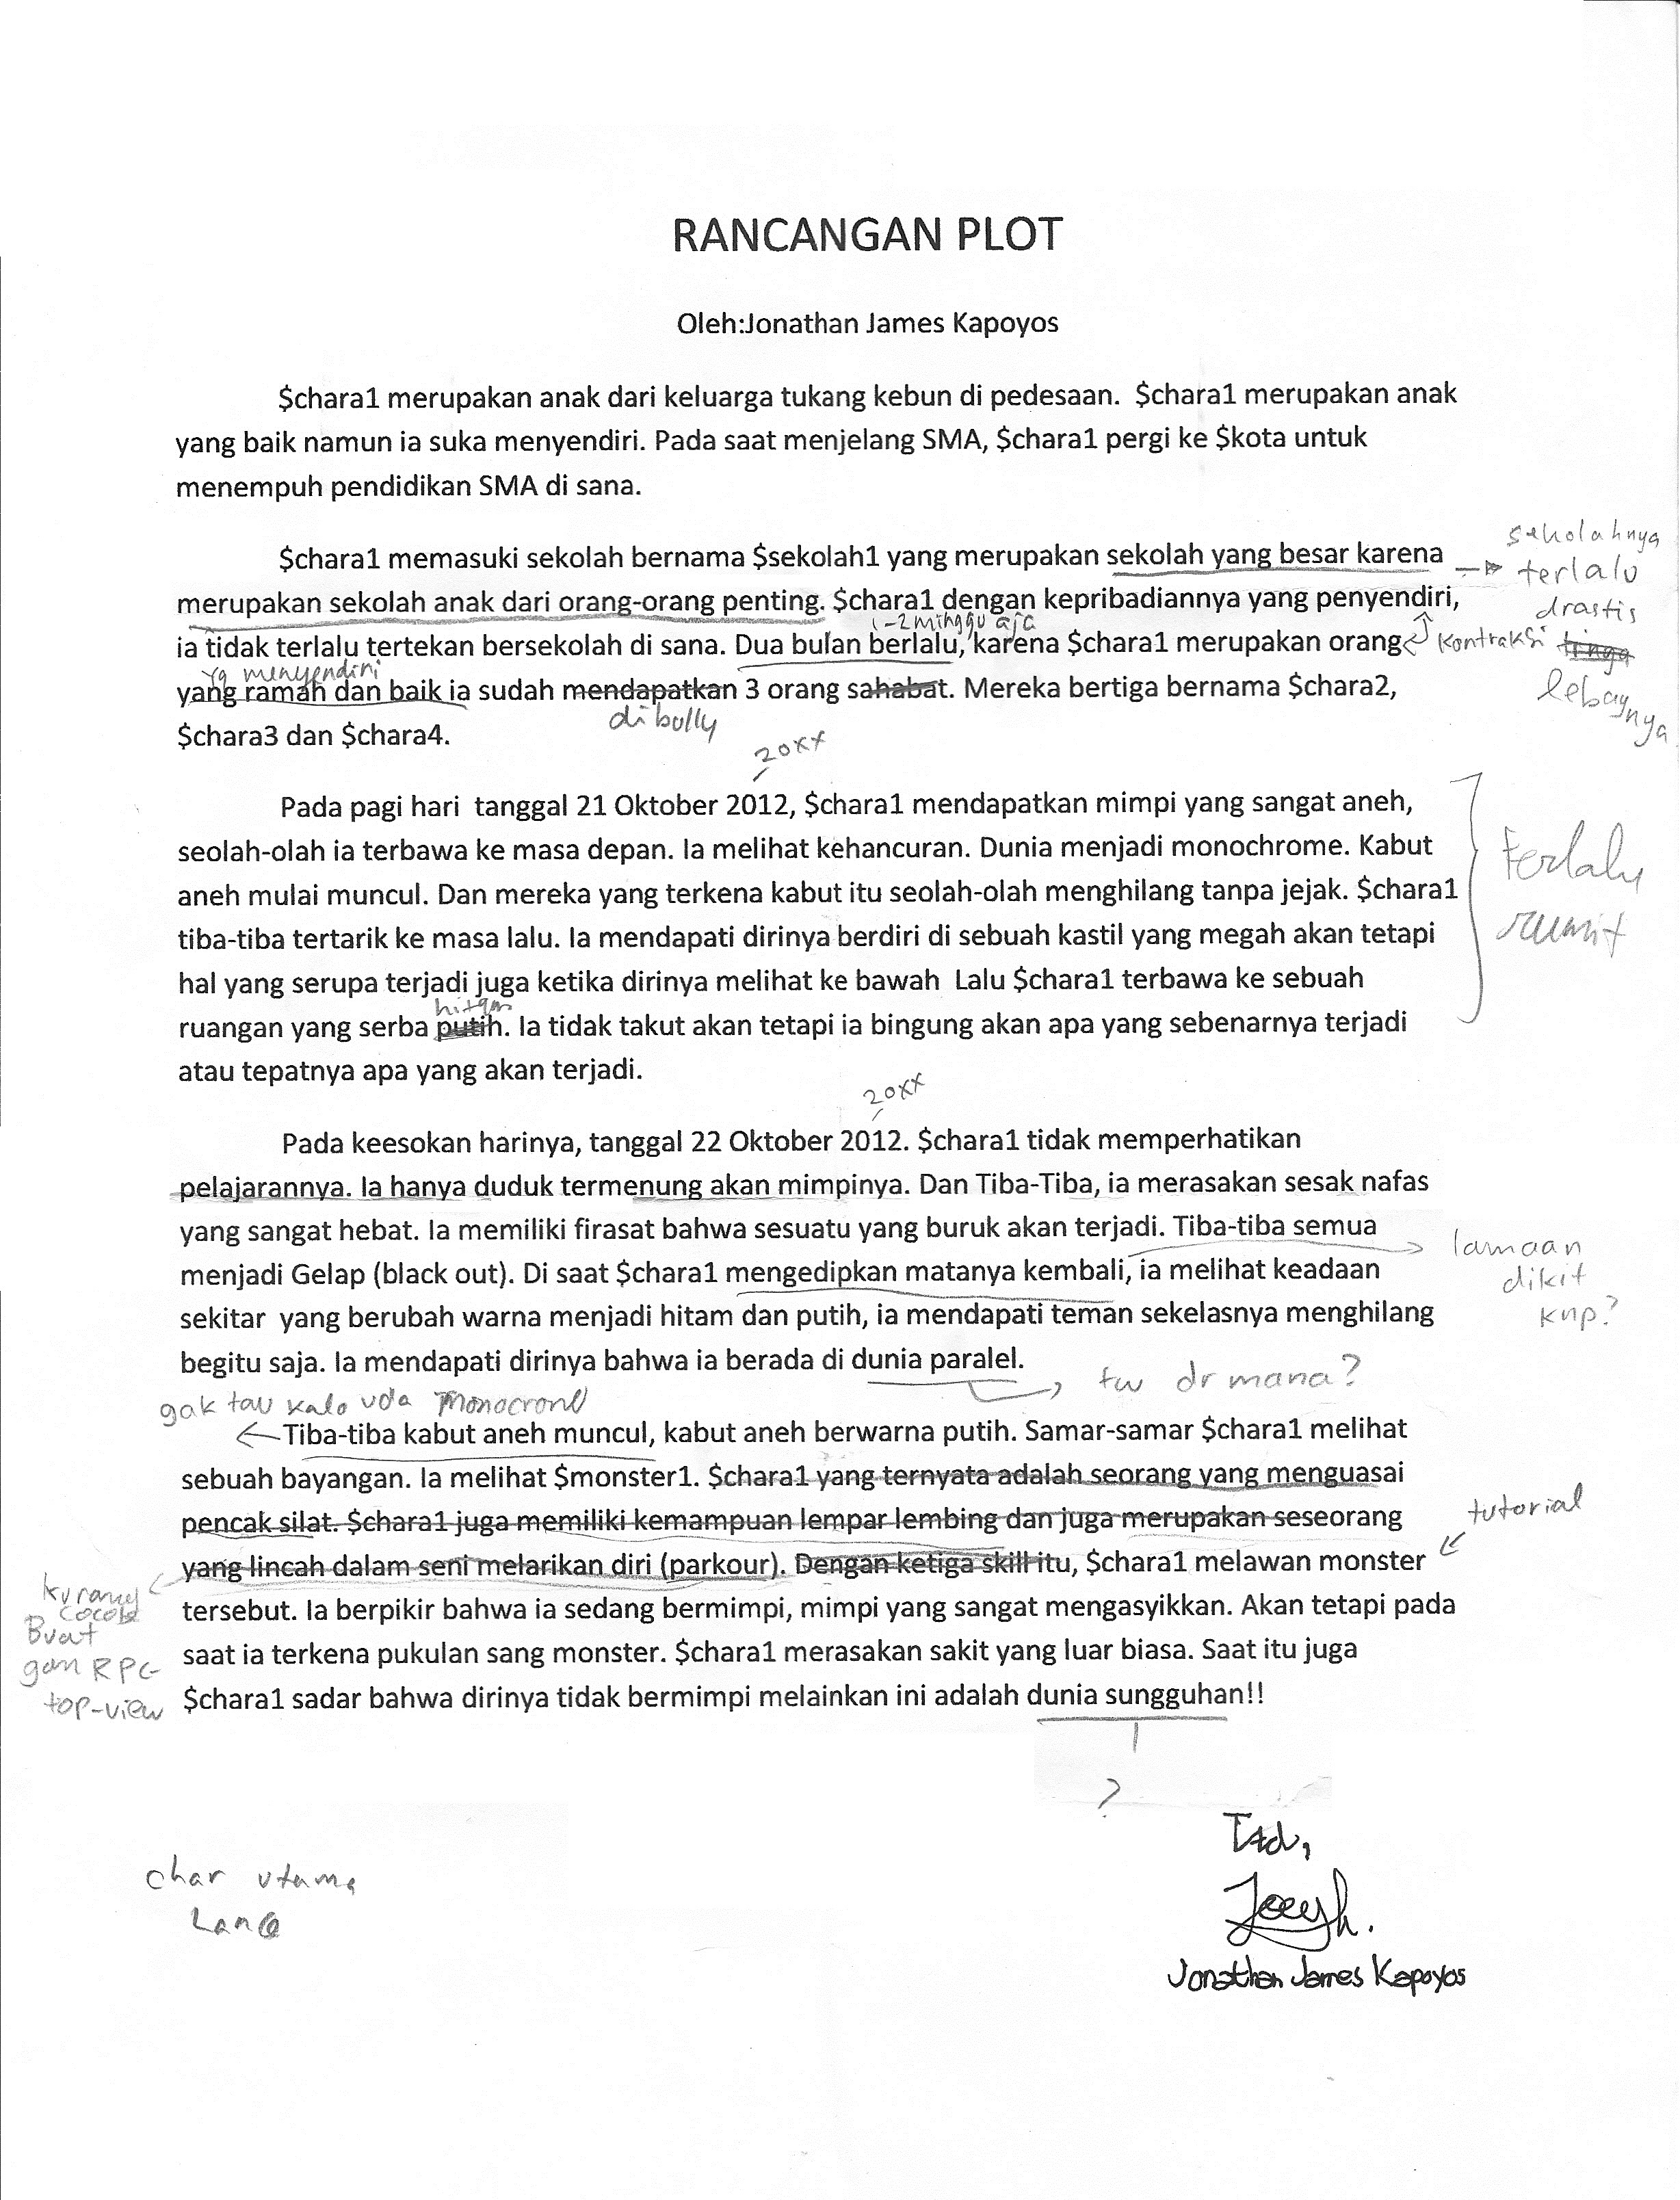 RANCANGAN PLOT
Oleh:Jonathan James Kapoyos
$chara1 merupakan anak dari keluarga tukang kebun di pedesaan.  $chara1 merupakan anak
yang baik namun ia suka menyendiri. Pada saat menjelang SMA, $chara1 pergi ke $kota untuk
menempuh pendidikan SMA di sana.
sekolahnya
$chara1 memasuki sekolah bernama $sekolah1 yang merupakan sekolah yang besar karena
terlalu
merupakan sekolah anak dari orang-orang penting. $chara1 dengan kepribadiannya yang penyendiri,
drastis
1-2 minggu aja
ia tidak terlalu tertekan bersekolah di sana. Dua bulan berlalu, karena $chara1 merupakan orang
kontraksi
yg menyendiri
yang ramah dan baik ia sudah mendapatkan 3 orang sahabat. Mereka bertiga bernama $chara2,
lebaynya
dibully
$chara3 dan $chara4.
20xx
Pada pagi hari  tanggal 21 Oktober 2012, $chara1 mendapatkan mimpi yang sangat aneh,
seolah-olah ia terbawa ke masa depan. Ia melihat kehancuran. Dunia menjadi monochrome. Kabut
terlalu
aneh mulai muncul. Dan mereka yang terkena kabut itu seolah-olah menghilang tanpa jejak. $chara1
tiba-tiba tertarik ke masa lalu. Ia mendapati dirinya berdiri di sebuah kastil yang megah akan tetapi
rumit
hal yang serupa terjadi juga ketika dirinya melihat ke bawah  Lalu $chara1 terbawa ke sebuah
hitam
ruangan yang serba putih. Ia tidak takut akan tetapi ia bingung akan apa yang sebenarnya terjadi
atau tepatnya apa yang akan terjadi.
20xx
Pada keesokan harinya, tanggal 22 Oktober 2012. $chara1 tidak memperhatikan
pelajarannya. Ia hanya duduk termenung akan mimpinya. Dan Tiba-Tiba, ia merasakan sesak nafas
yang sangat hebat. Ia memiliki firasat bahwa sesuatu yang buruk akan terjadi. Tiba-tiba semua
lamaan
menjadi Gelap (black out). Di saat $chara1 mengedipkan matanya kembali, ia melihat keadaan
dikit
sekitar  yang berubah warna menjadi hitam dan putih, ia mendapati teman sekelasnya menghilang
knp?
begitu saja. Ia mendapati dirinya bahwa ia berada di dunia paralel.
tw dr mana?
gak tau kalo uda monocrone
Tiba-tiba kabut aneh muncul, kabut aneh berwarna putih. Samar-samar $chara1 melihat
sebuah bayangan. Ia melihat $monster1. $chara1 yang ternyata adalah seorang yang menguasai
tutorial
pencak silat. $chara1 juga memiliki kemampuan lempar lembing dan juga merupakan seseorang
yang lincah dalam seni melarikan diri (parkour). Dengan ketiga skill itu, $chara1 melawan monster
kurang
cocok
tersebut. Ia berpikir bahwa ia sedang bermimpi, mimpi yang sangat mengasyikkan. Akan tetapi pada
Buat
saat ia terkena pukulan sang monster. $chara1 merasakan sakit yang luar biasa. Saat itu juga
gam RPG
$chara1 sadar bahwa dirinya tidak bermimpi melainkan ini adalah dunia sungguhan!!
top-view
?
Ttd,
char utama
Jonathan James Kapoyos